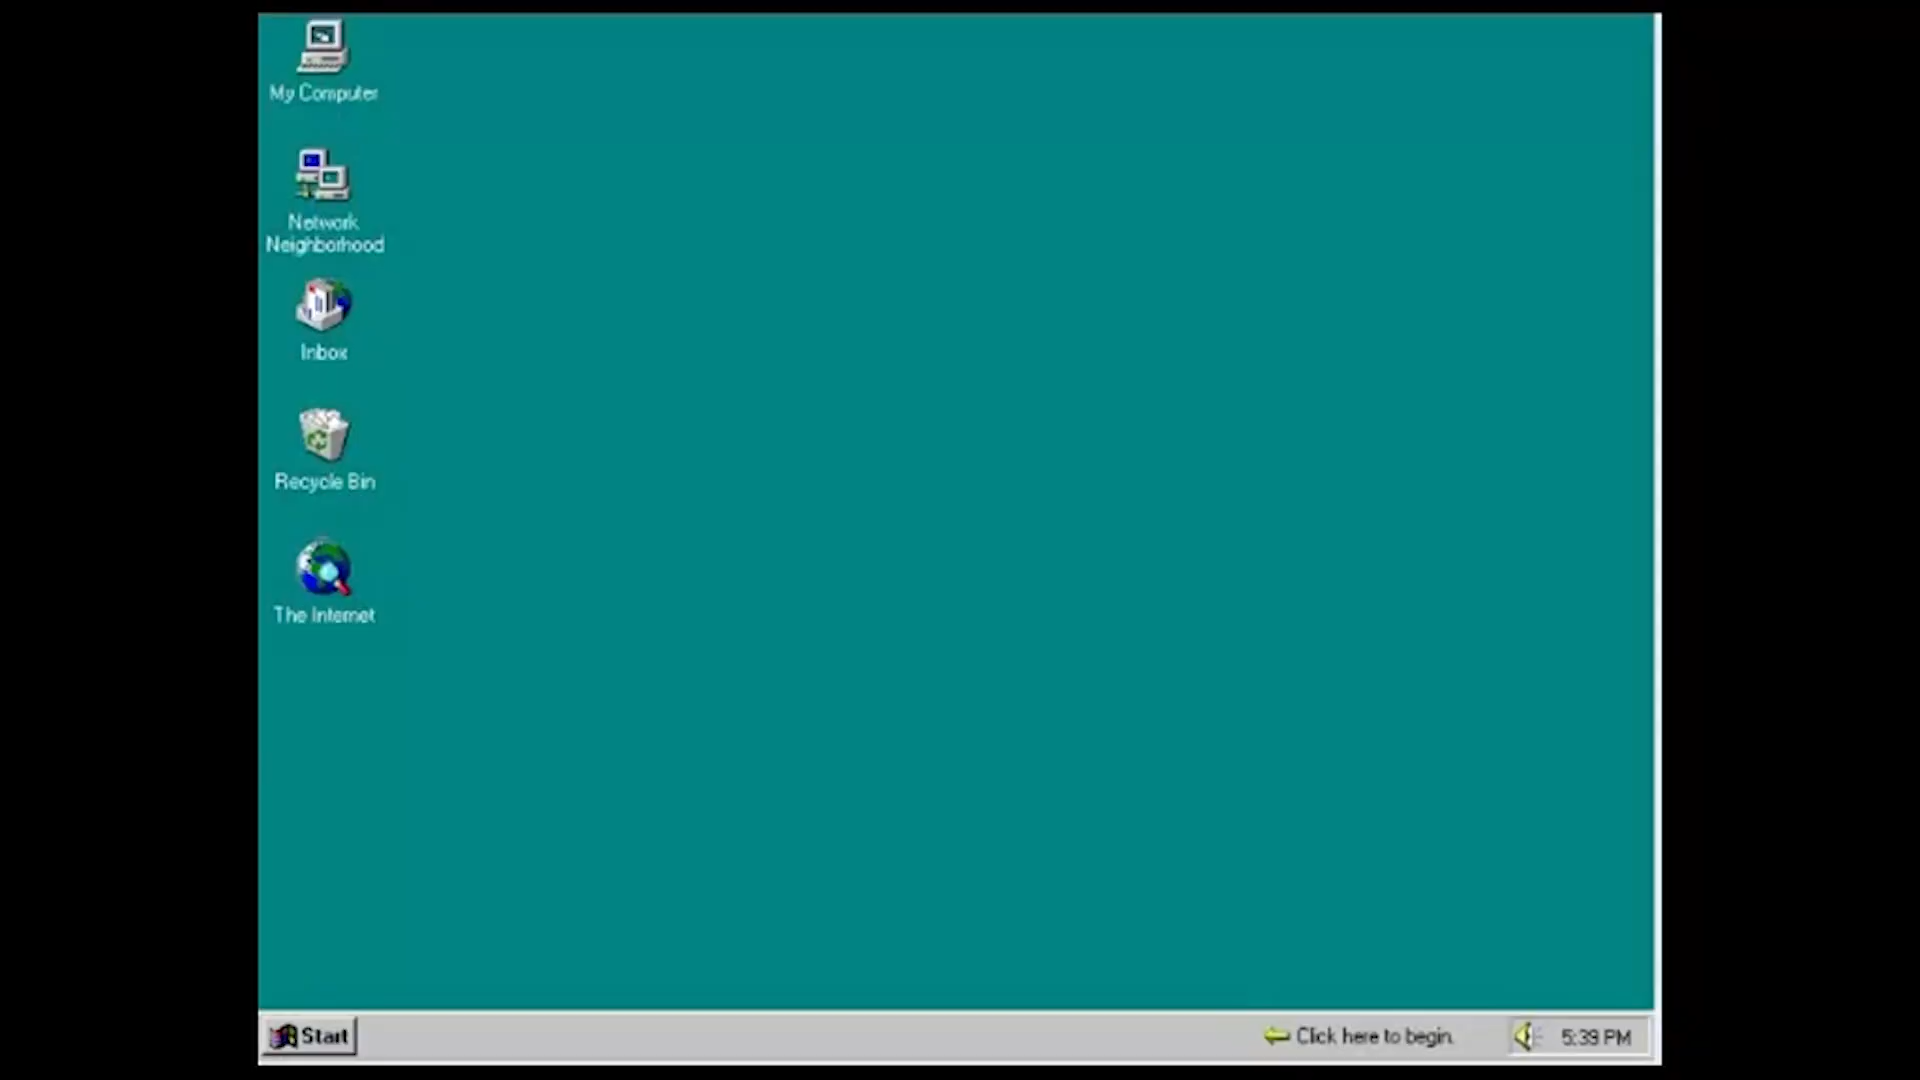 My Computer
Network
Neighborhood
Inbox
Recycle Bin
The Internet
Start
Click here to begin.
5:39 PM